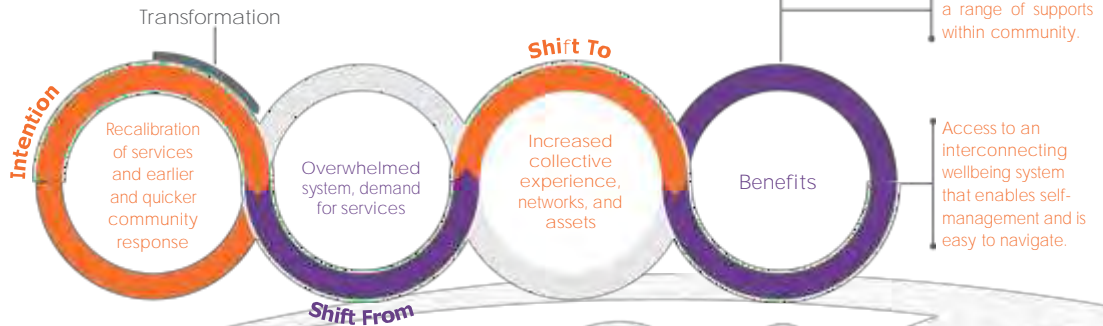 Transformation
Intention
Recalibration
of services
and earlier
and quicker
community
response
Overwhelmed
system, demand
for services
Shift From
Shift To
Increased
collective
experience,
networks, and
assets
Benefits
a range of supports
within community.
Access to an
interconnecting
wellbeing system
that enables self-
management and is
easy to navigate.